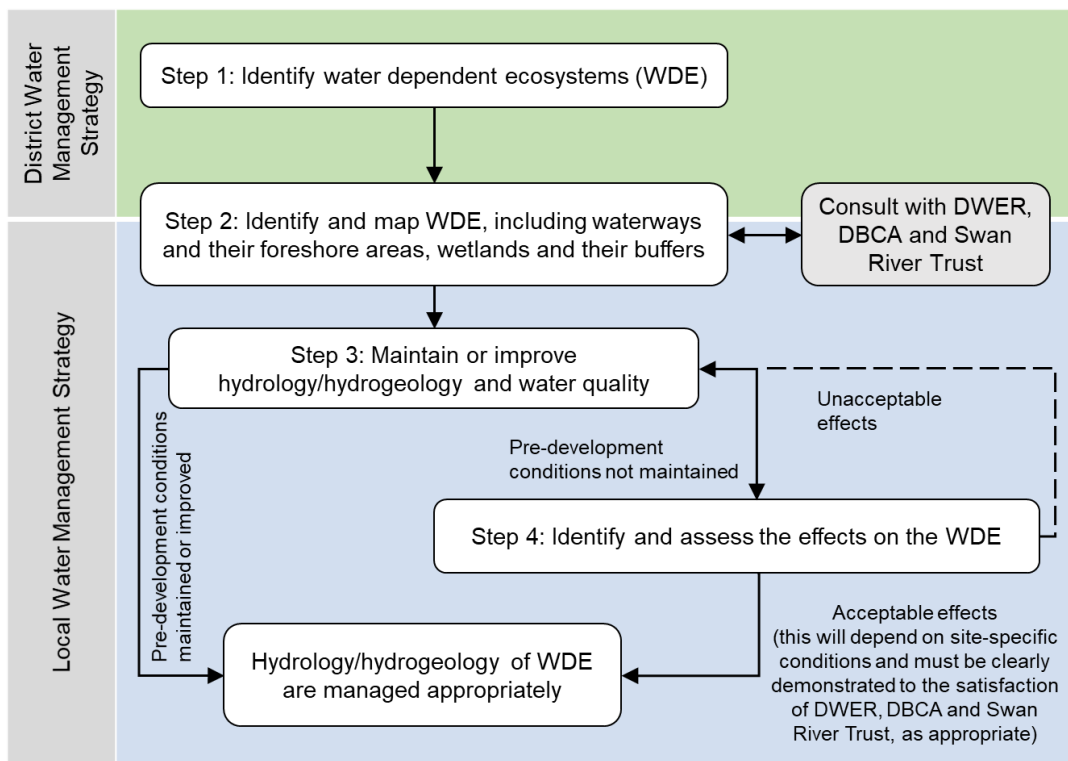 District Water
Management
Strategy
Step 1: Identify water dependent ecosystems (WDE)
Step 2: Identify and map WDE, including waterways
and their foreshore areas, wetlands and their buffers
Consult with DWER,
DBCA and Swan
River Trust
Local Water Management Strategy
Step 3: Maintain or improve
hydrology/hydrogeology and water quality
Unacceptable
effects
Pre-development
conditions not maintained
Pre-development conditions
maintained or improved
Step 4: Identify and assess the effects on the WDE
Acceptable effects
(this will depend on site-specific
conditions and must be clearly
demonstrated to the satisfaction
of DWER, DBCA and Swan
River Trust, as appropriate)
Hydrology/hydrogeology of WDE
are managed appropriately